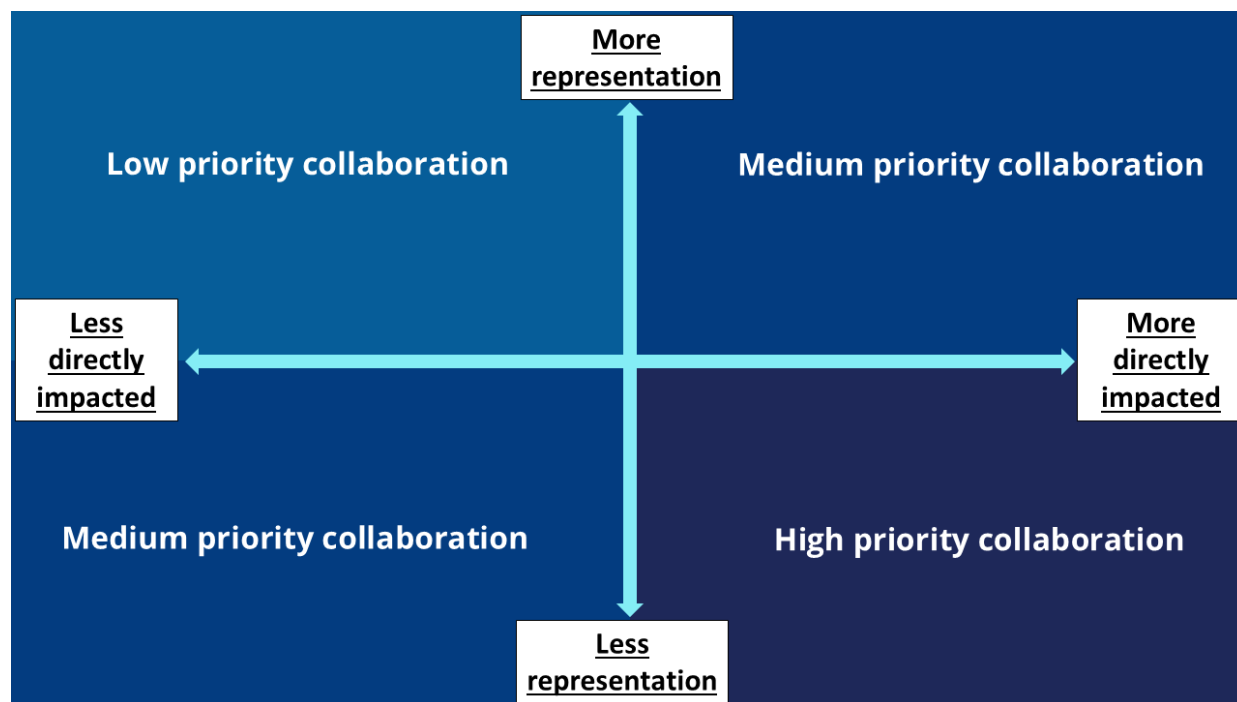 More
representation
Low priority collaboration
Medium priority collaboration
Less
directly
impacted
More
directly
impacted
Medium priority collaboration
High priority collaboration
Less
representation